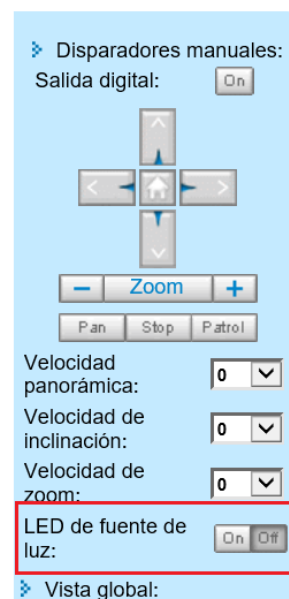 Disparadores manuales:
Salida digital: On
− Zoom +
Pan Stop Patrol
Velocidad
panorámica: 0
Velocidad de
inclinación: 0
Velocidad de
zoom: 0
LED de fuente de
luz: On Off
Vista global: